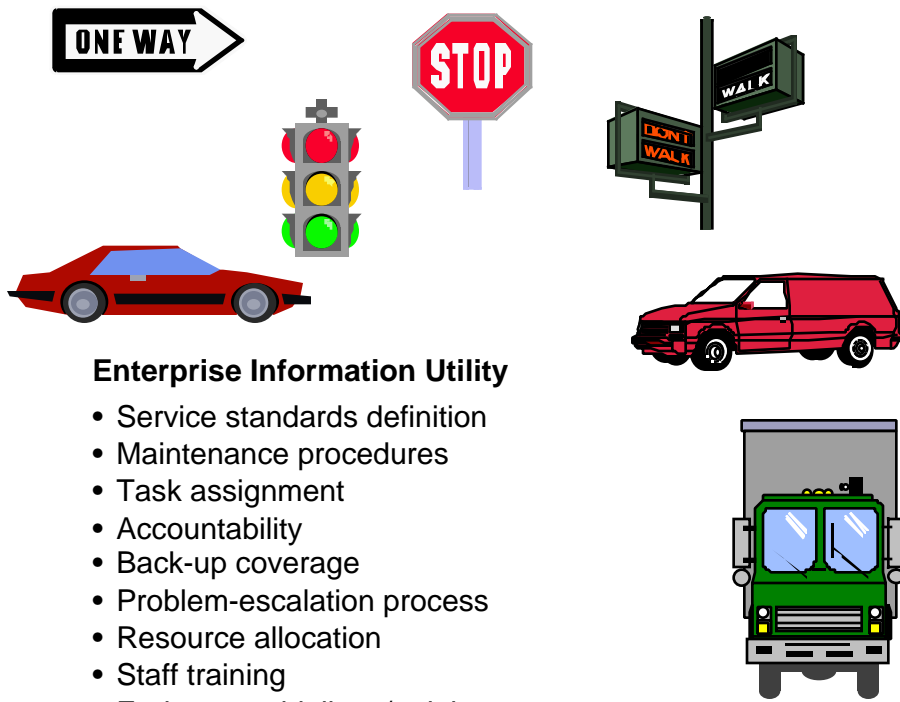 ONE WAY
STOP
WALK
DONT
WALK
Enterprise Information Utility
• Service standards definition
• Maintenance procedures
• Task assignment
• Accountability
• Back-up coverage
• Problem-escalation process
• Resource allocation
• Staff training